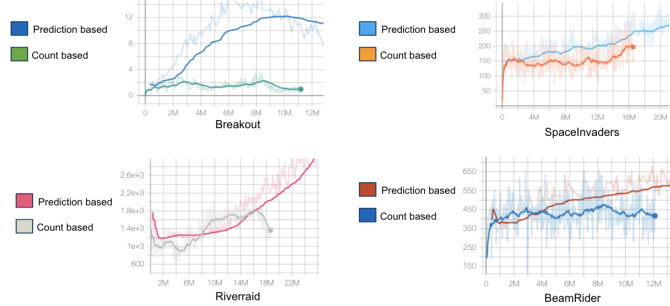 Prediction based
Count based
12
8
4
0
0 2M 4M 6M 8M 10M 12M
Breakout
Prediction based
Count based
300
250
200
150
100
50
0 4M 8M 12M 16M 20M
SpaceInvaders
Prediction based
Count based
2.6e+3
2.2e+3
1.8e+3
1.4e+3
1e+3
600
2M 6M 10M 14M 18M 22M
Riverraid
Prediction based
Count based
650
550
450
350
250
150
0 2M 4M 6M 8M 10M 12M
BeamRider